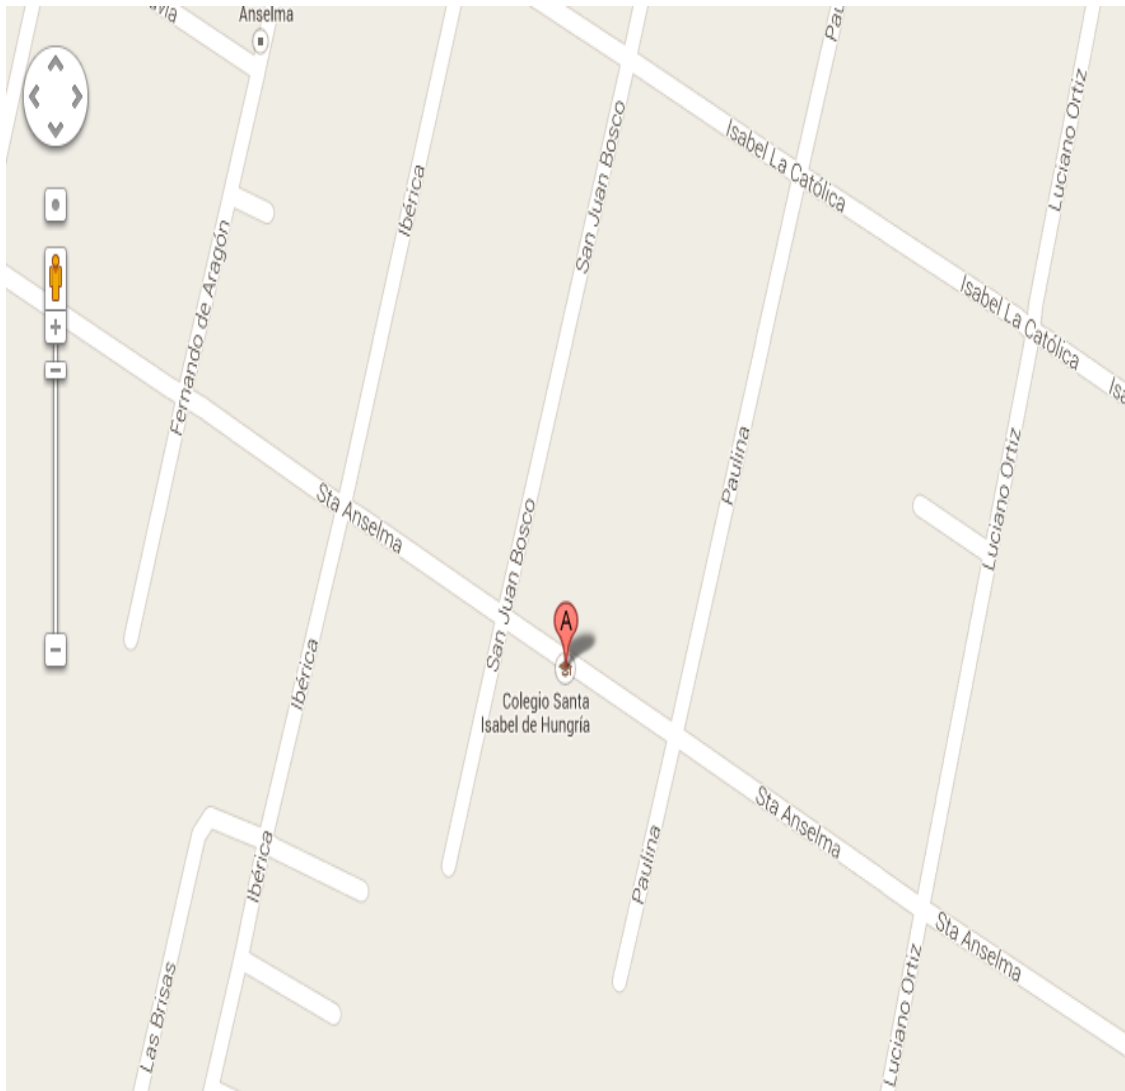 Anselma
Isabel La Católica
Luciano Ortiz
San Juan Bosco
Ibérica
Fernando de Aragón
Isabel La Católica
Paulina
Luciano Ortiz
Sta Anselma
San Juan Bosco
A
Colegio Santa
Isabel de Hungría
Ibérica
Sta Anselma
Paulina
Ibérica
Sta Anselma
Las Brisas
Luciano Ortiz